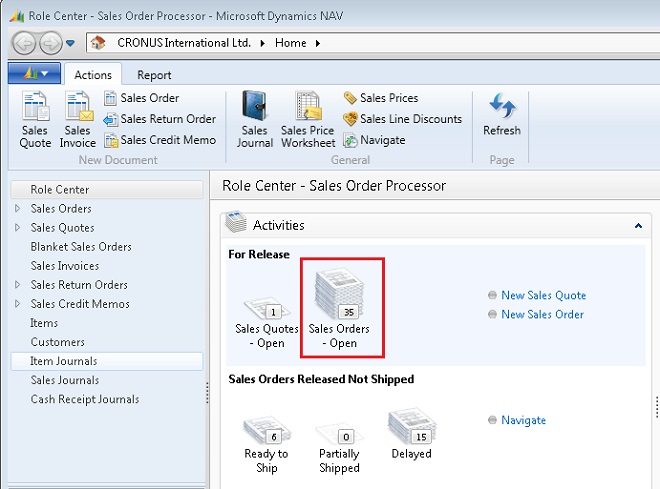 Role Center - Sales Order Processor - Microsoft Dynamics NAV
CRONUS International Ltd. Home
Actions Report
Sales Quote
Sales Invoice
Sales Order
Sales Return Order
Sales Credit Memo
New Document
Sales Journal
Sales Price Worksheet
Sales Prices
Sales Line Discounts
Navigate
General
Refresh
Page
Role Center
Sales Orders
Sales Quotes
Blanket Sales Orders
Sales Invoices
Sales Return Orders
Sales Credit Memos
Items
Customers
Item Journals
Sales Journals
Cash Receipt Journals
Role Center - Sales Order Processor
Activities
For Release
1
Sales Quotes
- Open
35
Sales Orders
- Open
New Sales Quote
New Sales Order
Sales Orders Released Not Shipped
6
Ready to
Ship
0
Partially
Shipped
15
Delayed
Navigate